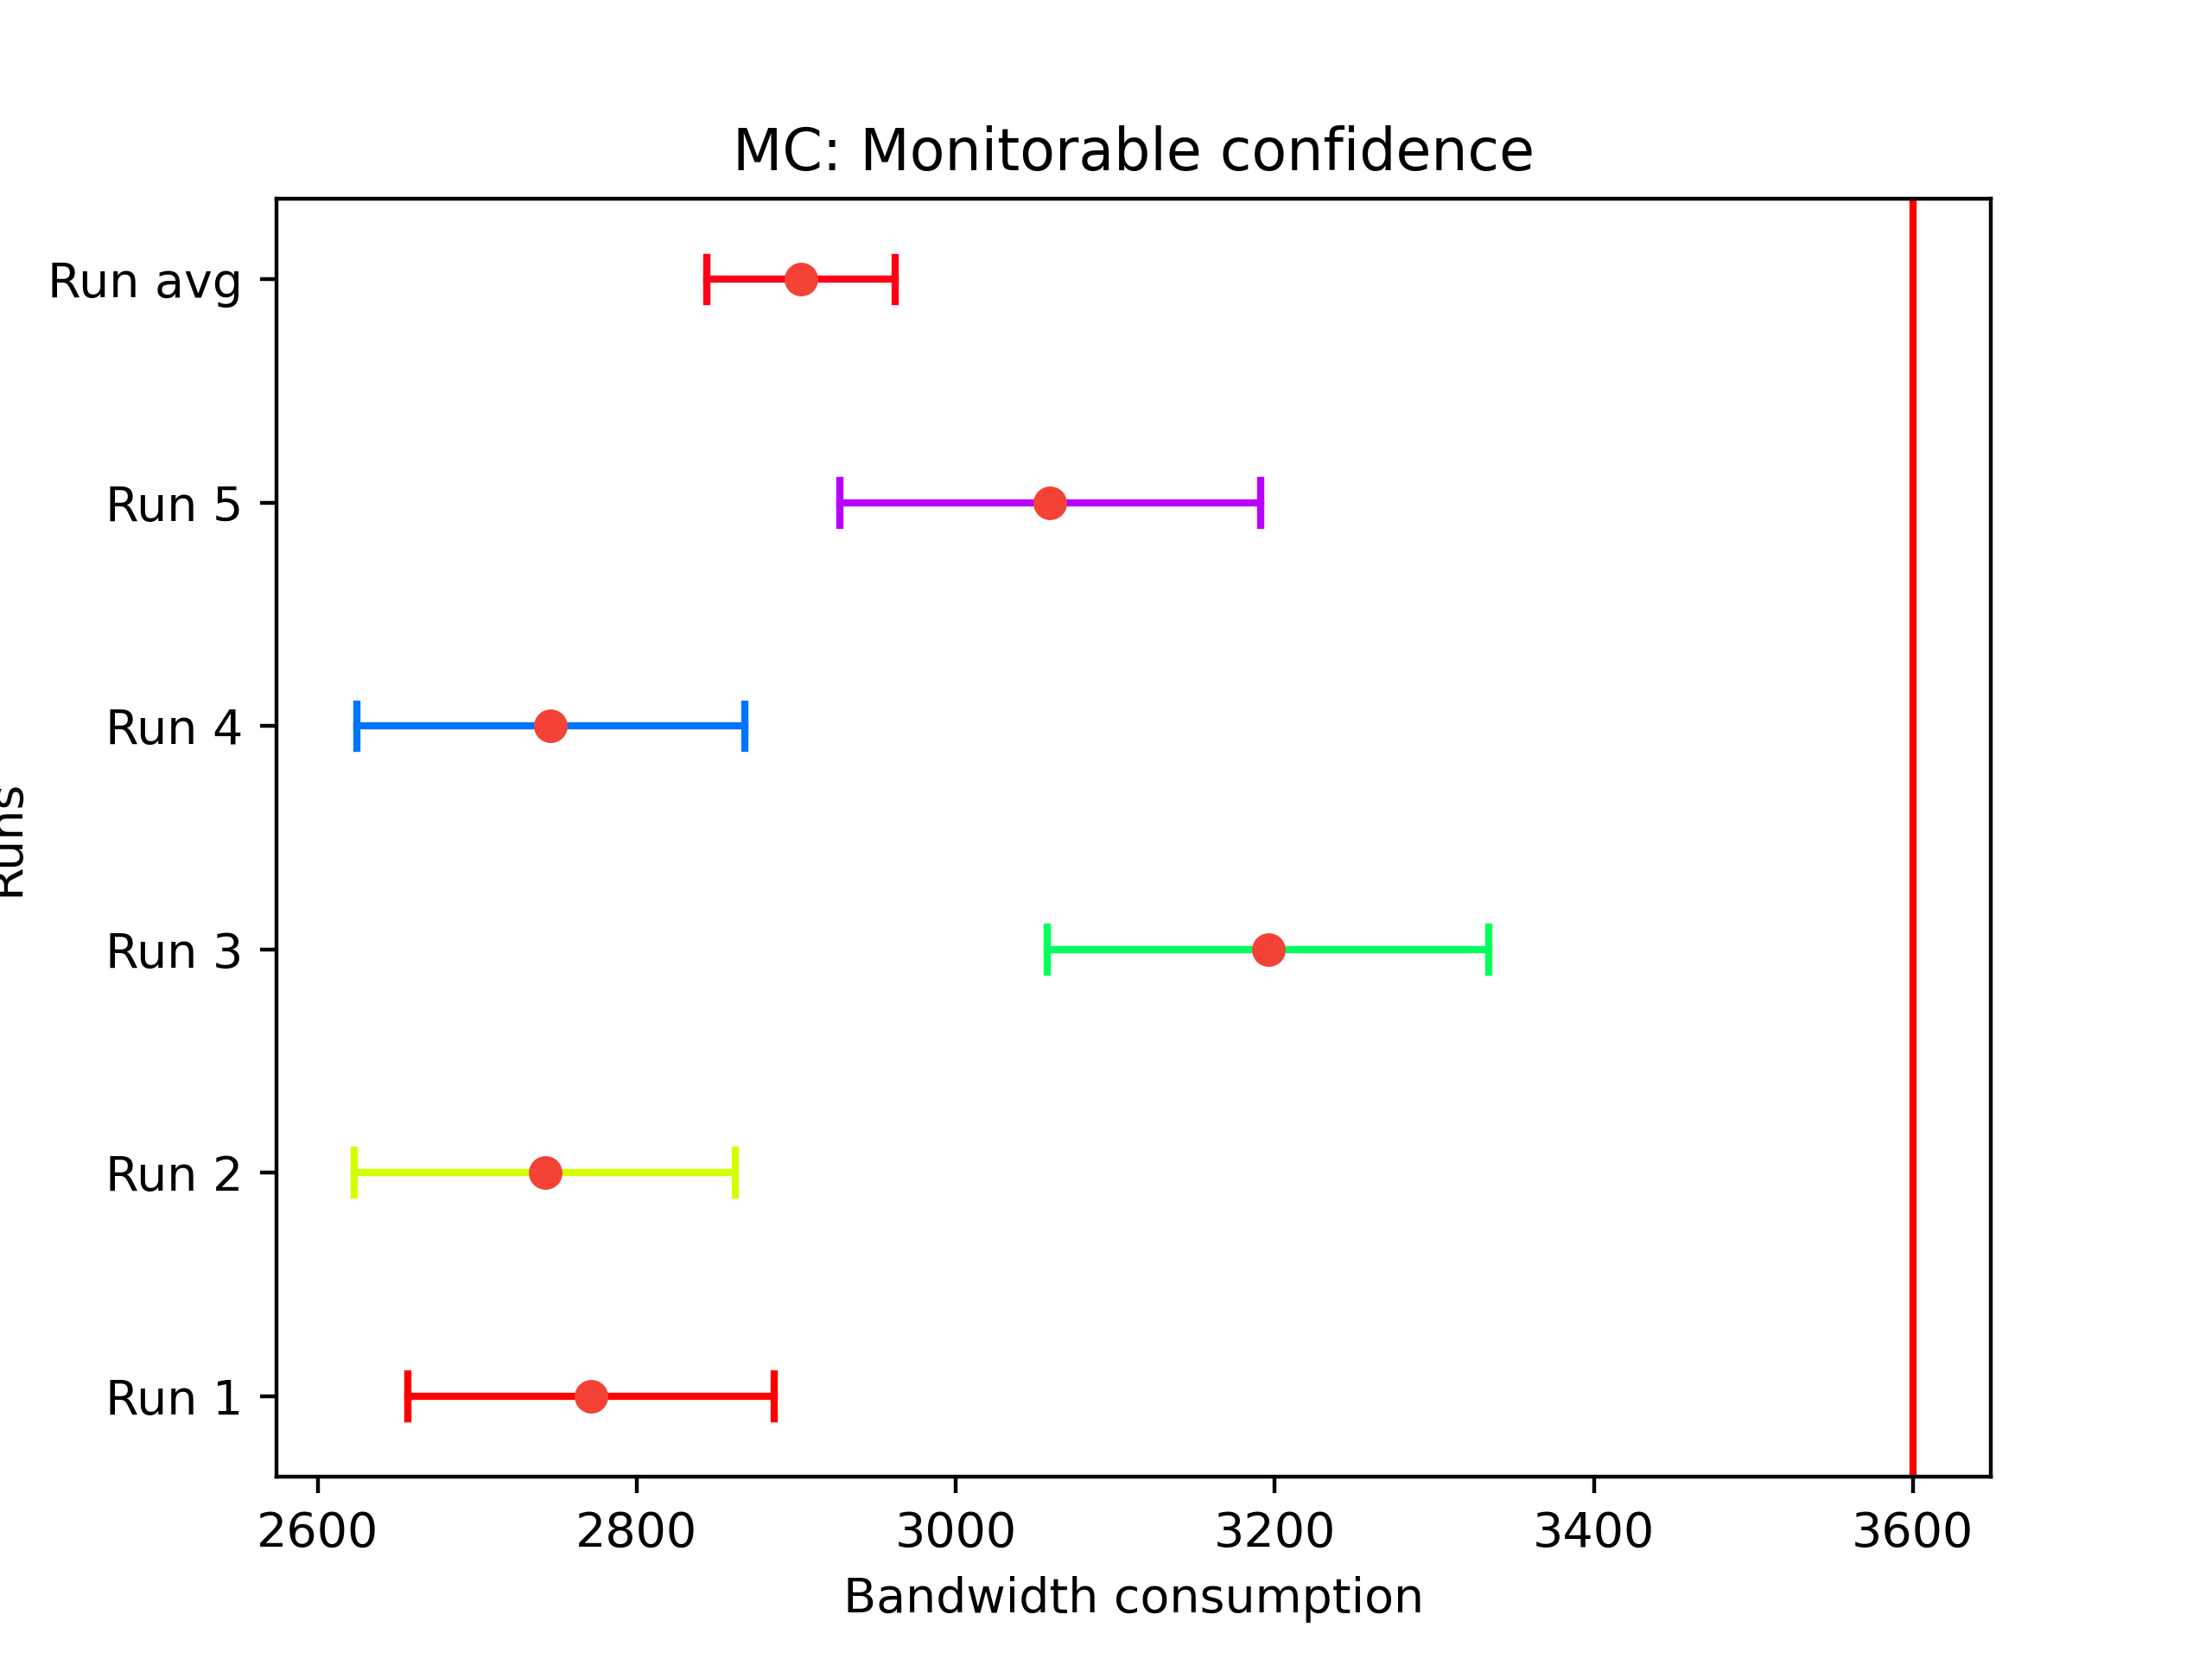 MC: Monitorable confidence
Run avg
Run 5
Run 4
Runs
Run 3
Run 2
Run 1
2600 2800 3000 3200 3400 3600
Bandwidth consumption